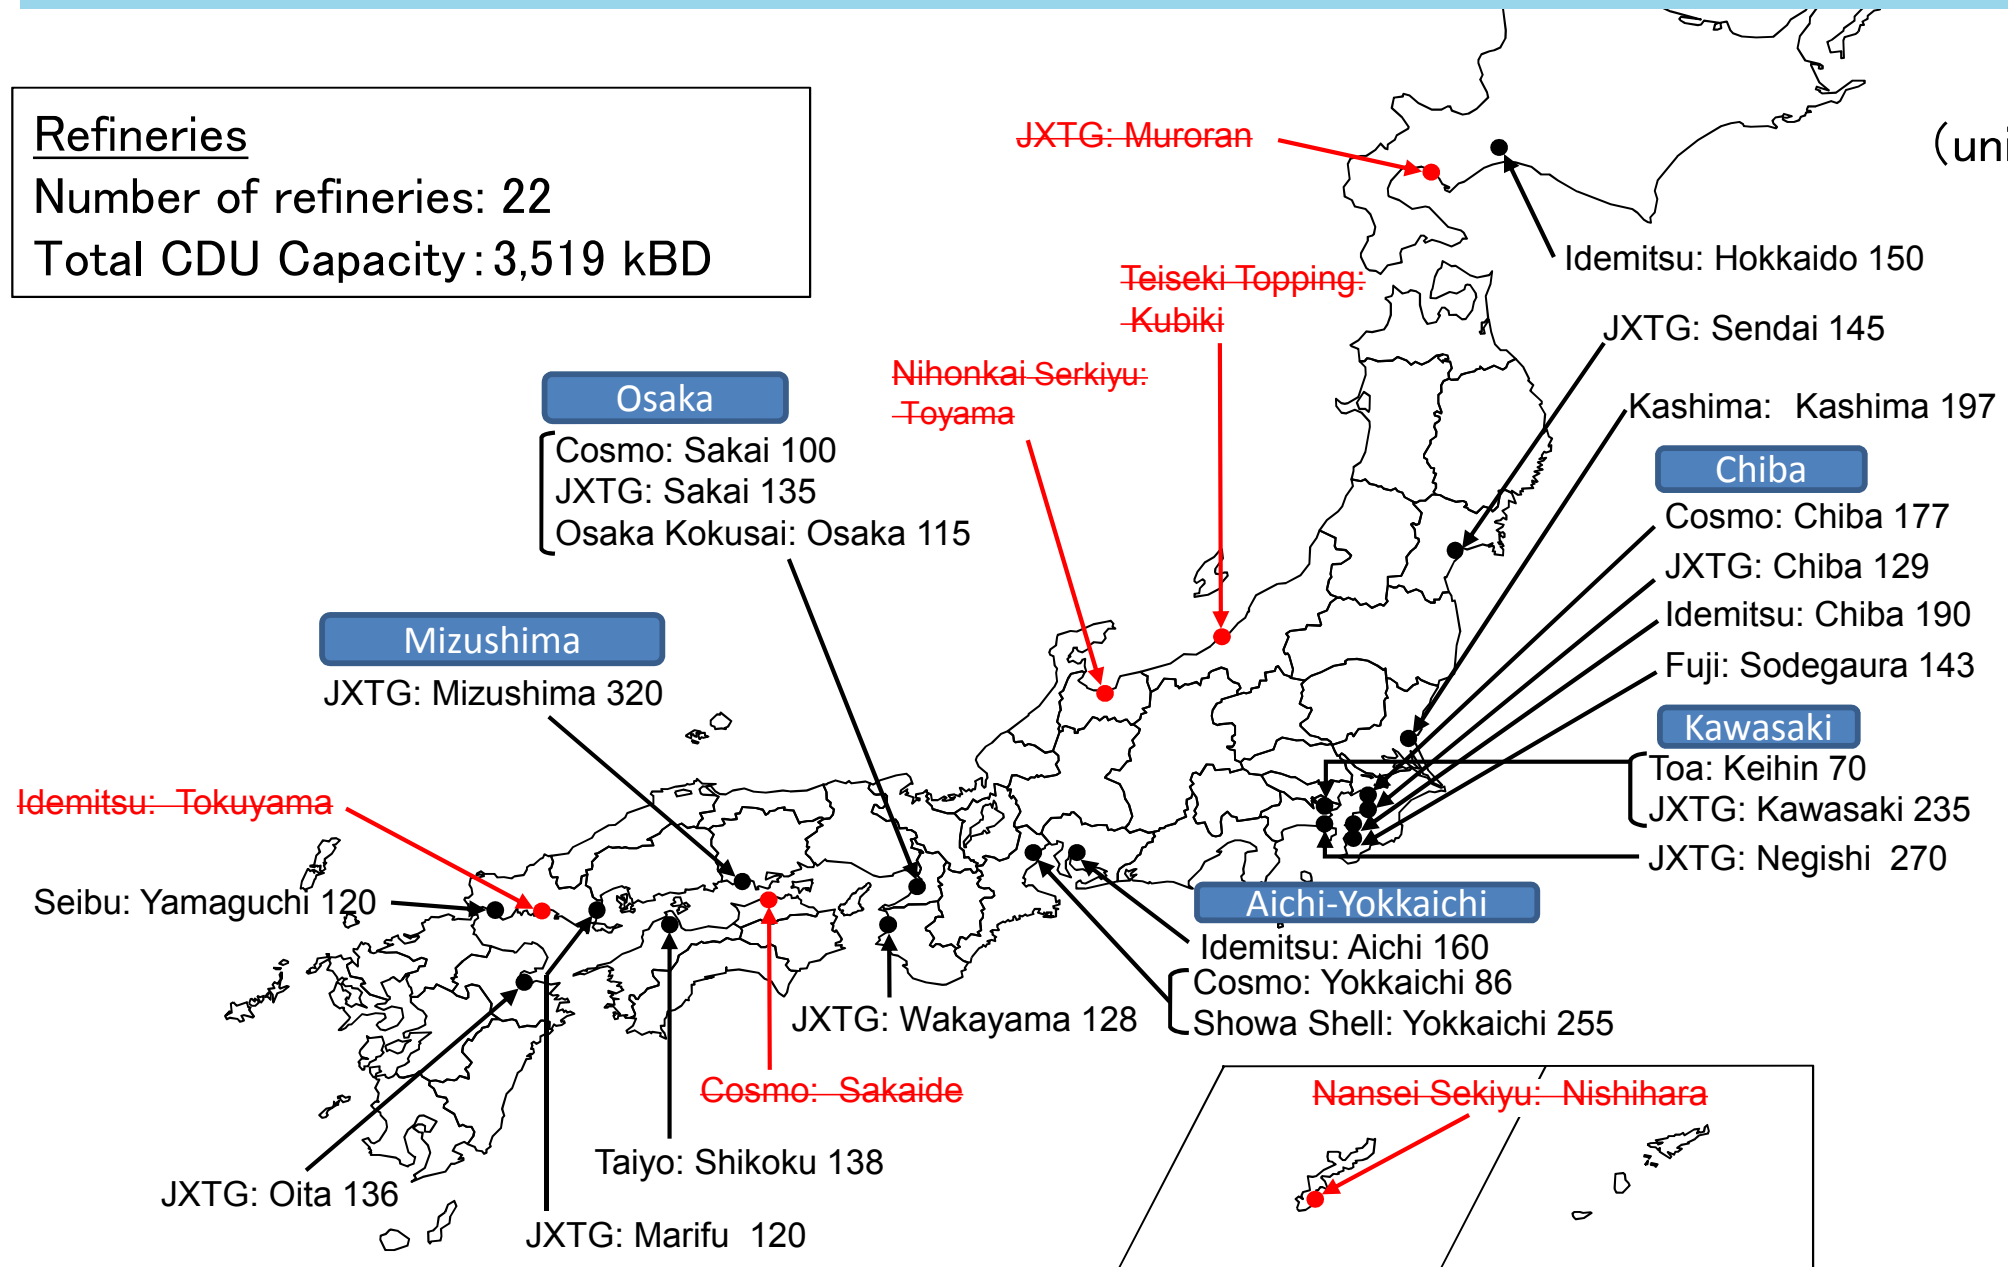 Refineries
Number of refineries: 22
Total CDU Capacity: 3,519 kBD
JXTG: Muroran
Idemitsu: Hokkaido 150
Teiseki Topping:
Kubiki
JXTG: Sendai 145
Nihonkai Serkiyu:
Toyama
Kashima: Kashima 197
Osaka
Cosmo: Sakai 100
JXTG: Sakai 135
Osaka Kokusai: Osaka 115
Chiba
Cosmo: Chiba 177
JXTG: Chiba 129
Idemitsu: Chiba 190
Fuji: Sodegaura 143
Mizushima
JXTG: Mizushima 320
Kawasaki
Toa: Keihin 70
JXTG: Kawasaki 235
JXTG: Negishi 270
Idemitsu: Tokuyama
Seibu: Yamaguchi 120
Aichi-Yokkaichi
Idemitsu: Aichi 160
Cosmo: Yokkaichi 86
Showa Shell: Yokkaichi 255
JXTG: Wakayama 128
Cosmo: Sakaide
Nansei Sekiyu: Nishihara
Taiyo: Shikoku 138
JXTG: Oita 136
JXTG: Marifu 120